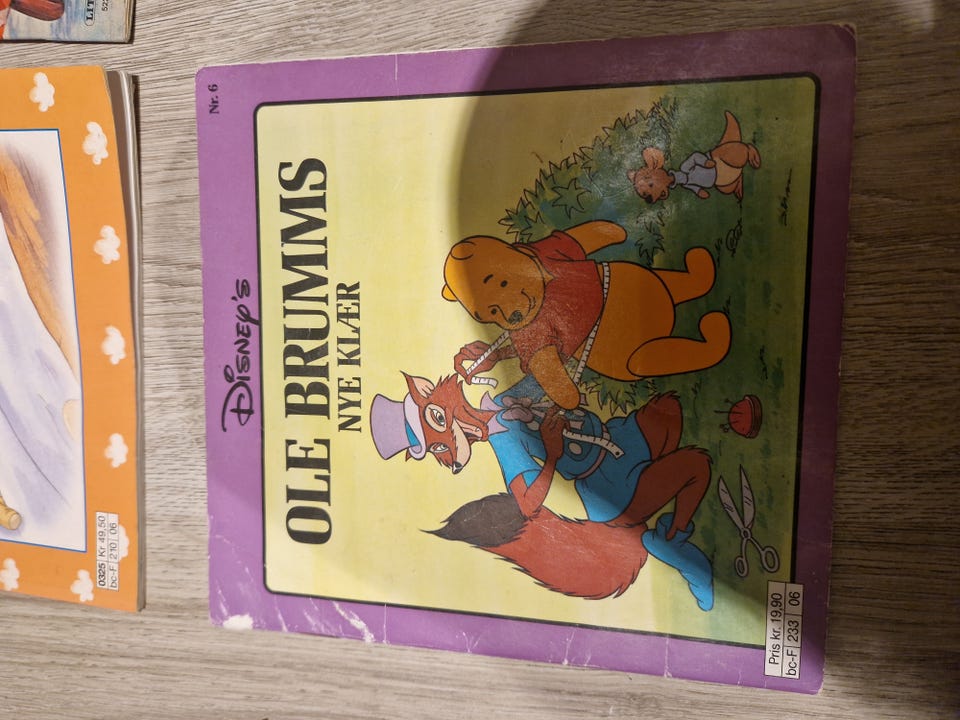 Nr. 6
DISNEY'S
OLE BRUMMS
NYE KLÆR
Pris kr. 19,90
bc-F 233 06
0325 Kr 49,50
bc-F 210 06
LIT